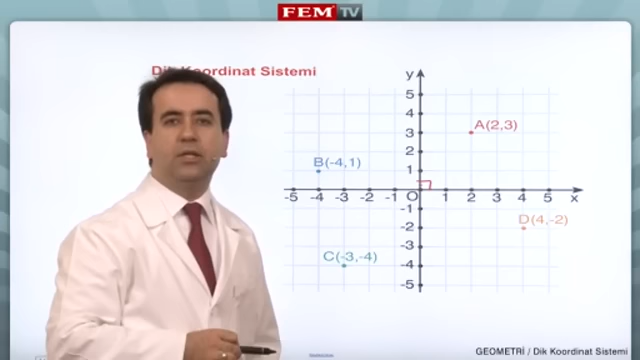 FEM TV
Dik Koordinat Sistemi
y
5
4
3
A(2,3)
2
B(-4,1)
1
-5 -4 -3 -2 -1 O 1 2 3 4 5 x
-1
-2
D(4,-2)
-3
C(-3,-4)
-4
-5
GEOMETRİ / Dik Koordinat Sistemi